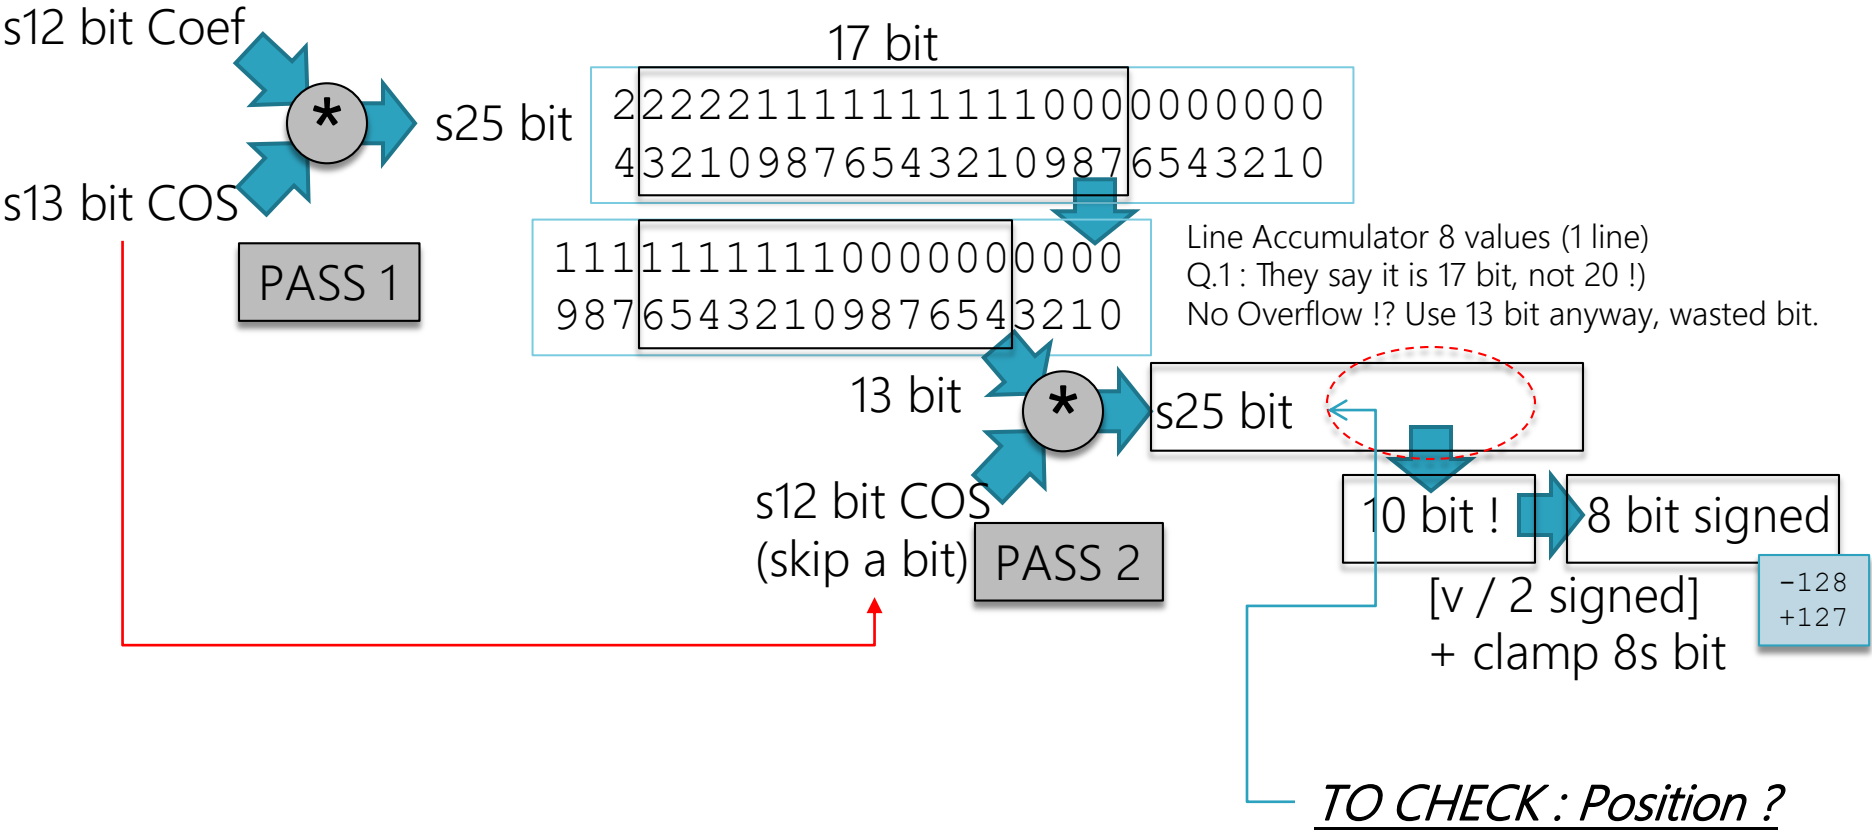 s12 bit Coef
17 bit
*
s25 bit
2222211111111110000000000
4321098765432109876543210
s13 bit COS
PASS 1
11111111110000000000
98765432109876543210
Line Accumulator 8 values (1 line)
Q.1 : They say it is 17 bit, not 20 !)
No Overflow !? Use 13 bit anyway, wasted bit.
13 bit
*
s25 bit
s12 bit COS
(skip a bit)
PASS 2
10 bit !
8 bit signed
[v / 2 signed]
+ clamp 8s bit
-128
+127
TO CHECK : Position ?